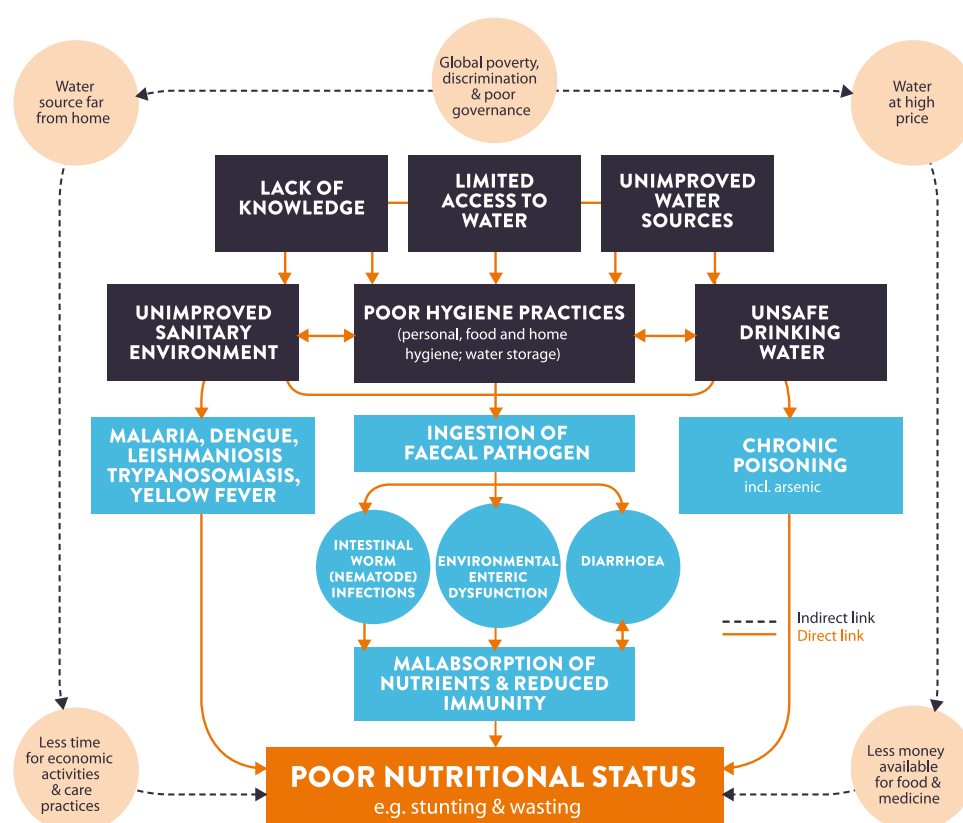 Global poverty,
discrimination
& poor
governance
Water
source far
from home
Water
at high
price
LACK OF
KNOWLEDGE
LIMITED
ACCESS TO
WATER
UNIMPROVED
WATER
SOURCES
UNIMPROVED
SANITARY
ENVIRONMENT
POOR HYGIENE PRACTICES
(personal, food and home
hygiene; water storage)
UNSAFE
DRINKING
WATER
MALARIA, DENGUE,
LEISHMANIOSIS
TRYPANOSOMIASIS,
YELLOW FEVER
INGESTION OF
FAECAL PATHOGEN
CHRONIC
POISONING
incl. arsenic
INTESTINAL
WORM
(NEMATODE)
INFECTIONS
ENVIRONMENTAL
ENTERIC
DYSFUNCTION
DIARRHOEA
Indirect link
Direct link
MALABSORPTION OF
NUTRIENTS & REDUCED
IMMUNITY
Less time
for economic
activities
& care
practices
POOR NUTRITIONAL STATUS
e.g. stunting & wasting
Less money
available
for food &
medicine